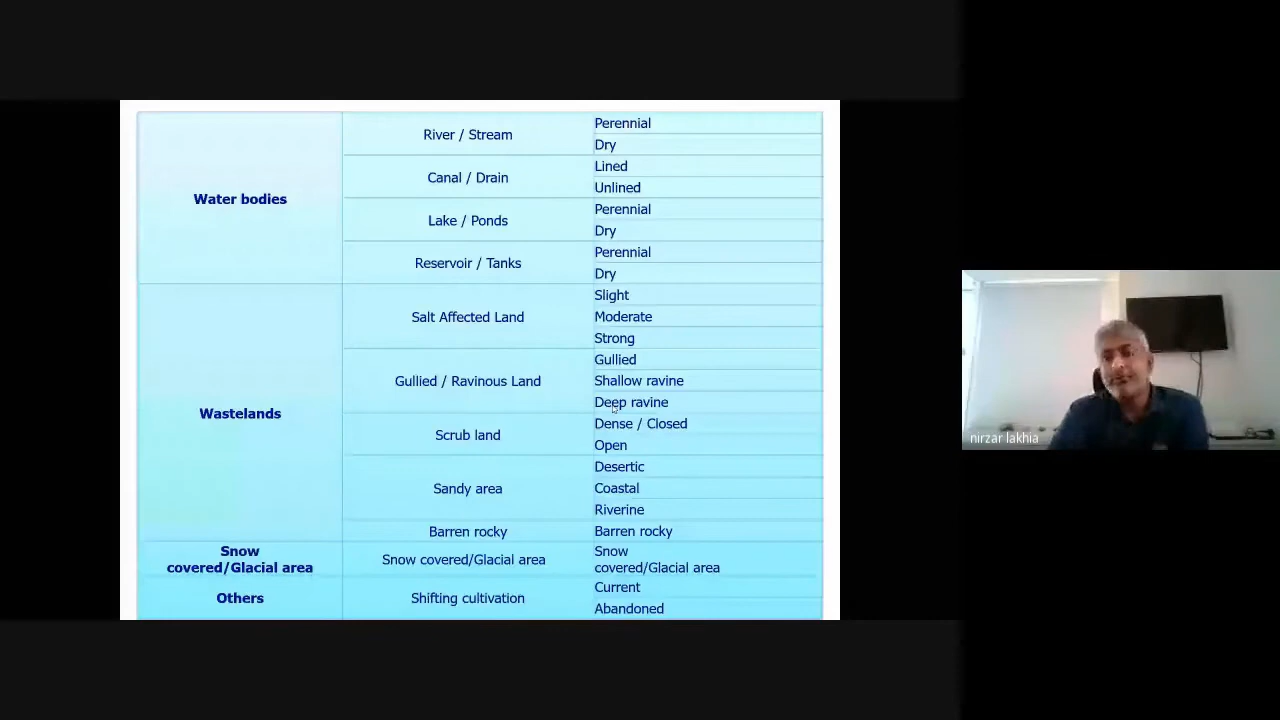 Water bodies
River / Stream
Perennial
Dry
Canal / Drain
Lined
Unlined
Lake / Ponds
Perennial
Dry
Reservoir / Tanks
Perennial
Dry
Wastelands
Salt Affected Land
Slight
Moderate
Strong
Gullied / Ravinous Land
Gullied
Shallow ravine
Deep ravine
Scrub land
Dense / Closed
Open
Sandy area
Desertic
Coastal
Riverine
Barren rocky
Barren rocky
Snow
covered/Glacial area
Snow covered/Glacial area
Snow
covered/Glacial area
Others
Shifting cultivation
Current
Abandoned
nirzar lakhia